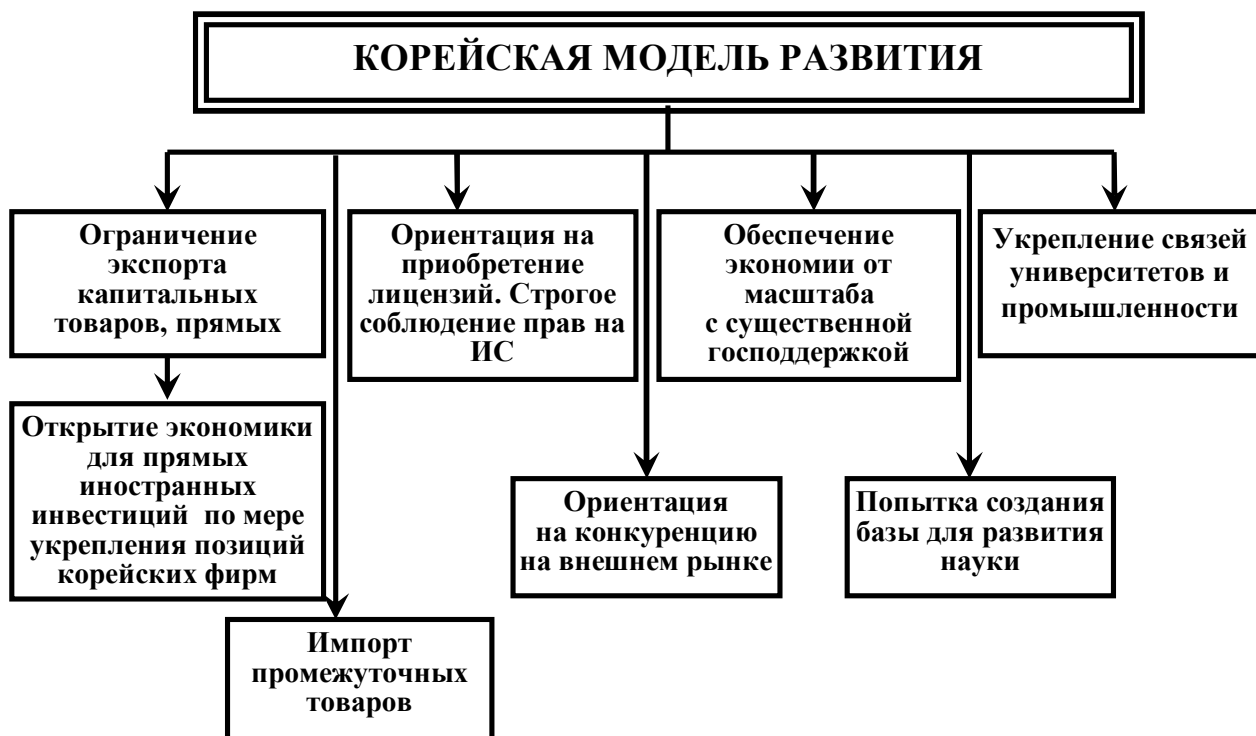 КОРЕЙСКАЯ МОДЕЛЬ РАЗВИТИЯ
Ограничение
экспорта
капитальных
товаров, прямых
Ориентация на
приобретение
лицензий. Строгое
соблюдение прав на
ИС
Обеспечение
экономии от
масштаба
с существенной
господдержкой
Укрепление связей
университетов и
промышленности
Открытие экономики
для прямых
иностранных
инвестиций по мере
укрепления позиций
корейских фирм
Ориентация
на конкуренцию
на внешнем рынке
Попытка создания
базы для развития
науки
Импорт
промежуточных
товаров